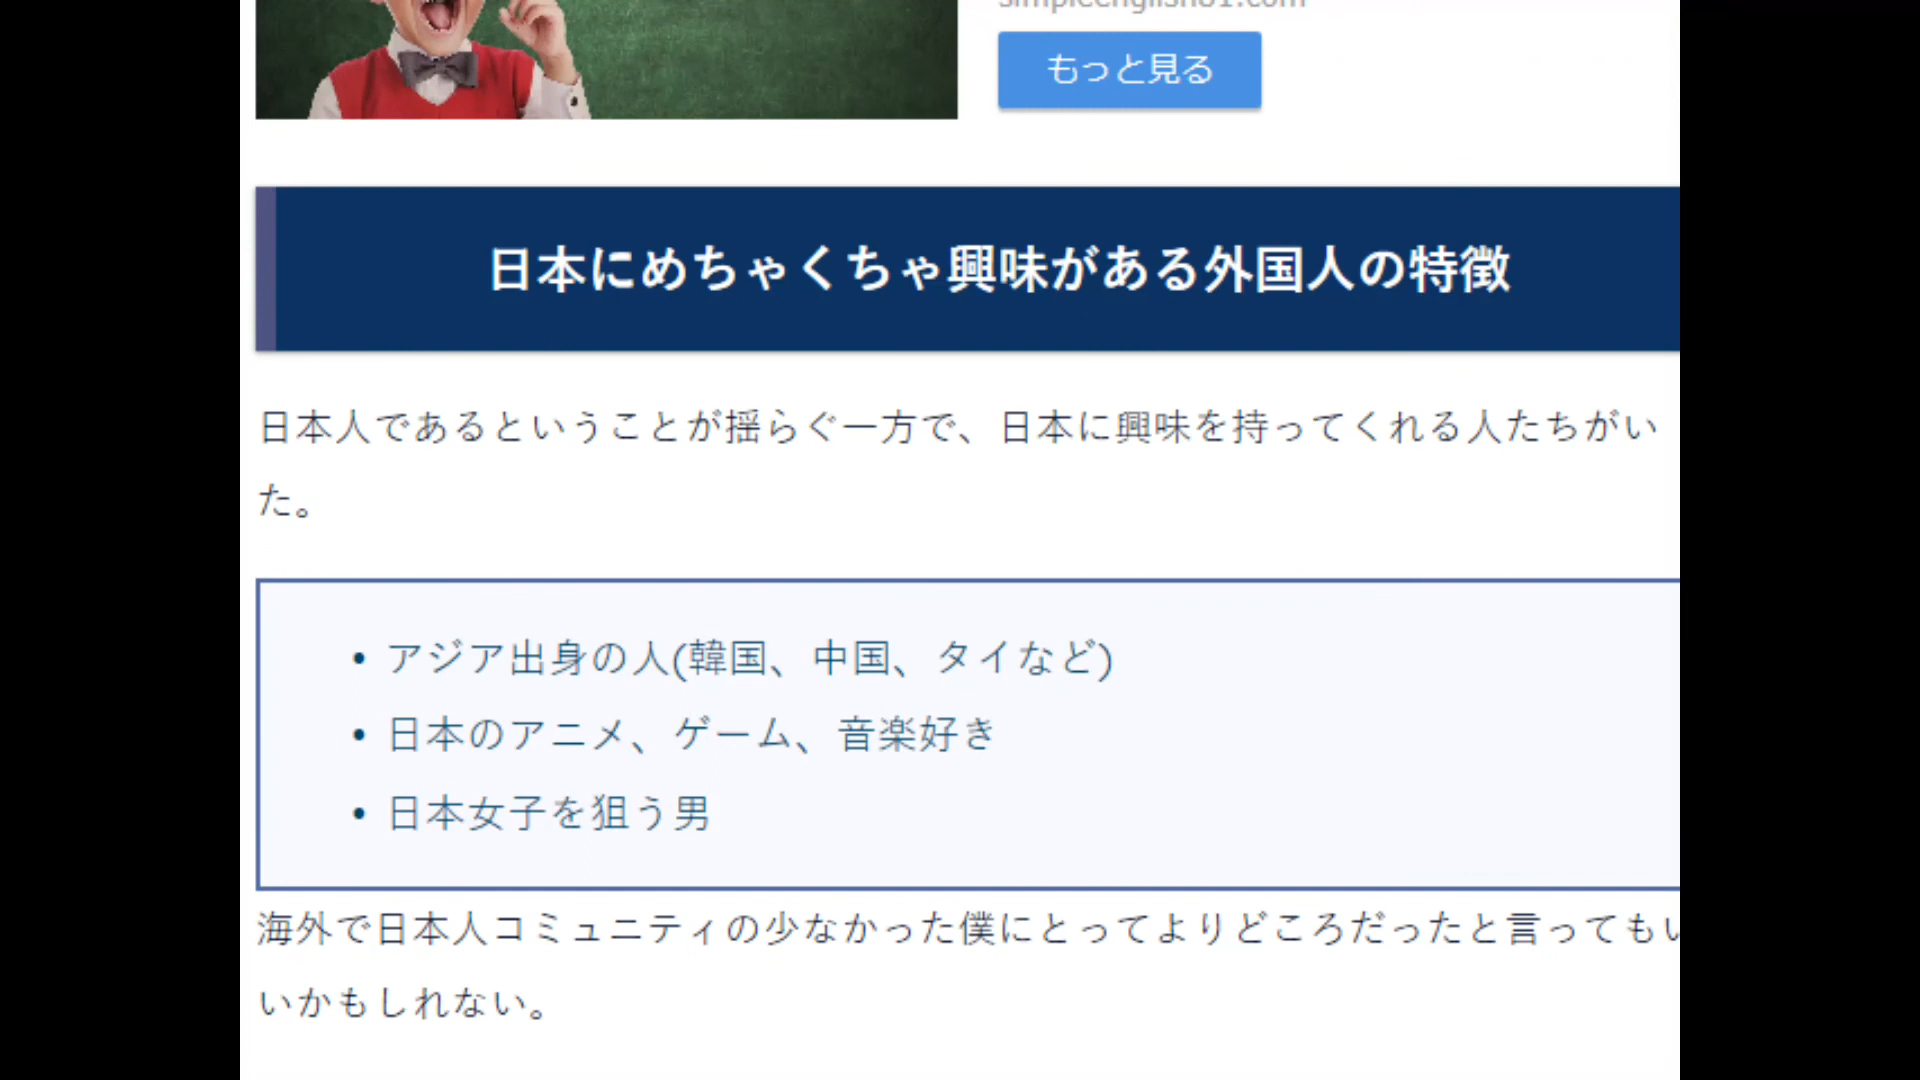 もっと見る
日本にめちゃくちゃ興味がある外国人の特徴
日本人であるということが揺らぐ一方で、日本に興味を持ってくれる人たちがい
た。
• アジア出身の人(韓国、中国、タイなど)
• 日本のアニメ、ゲーム、音楽好き
• 日本女子を狙う男
海外で日本人コミュニティの少なかった僕にとってよりどころだったと言ってもい
いかもしれない。